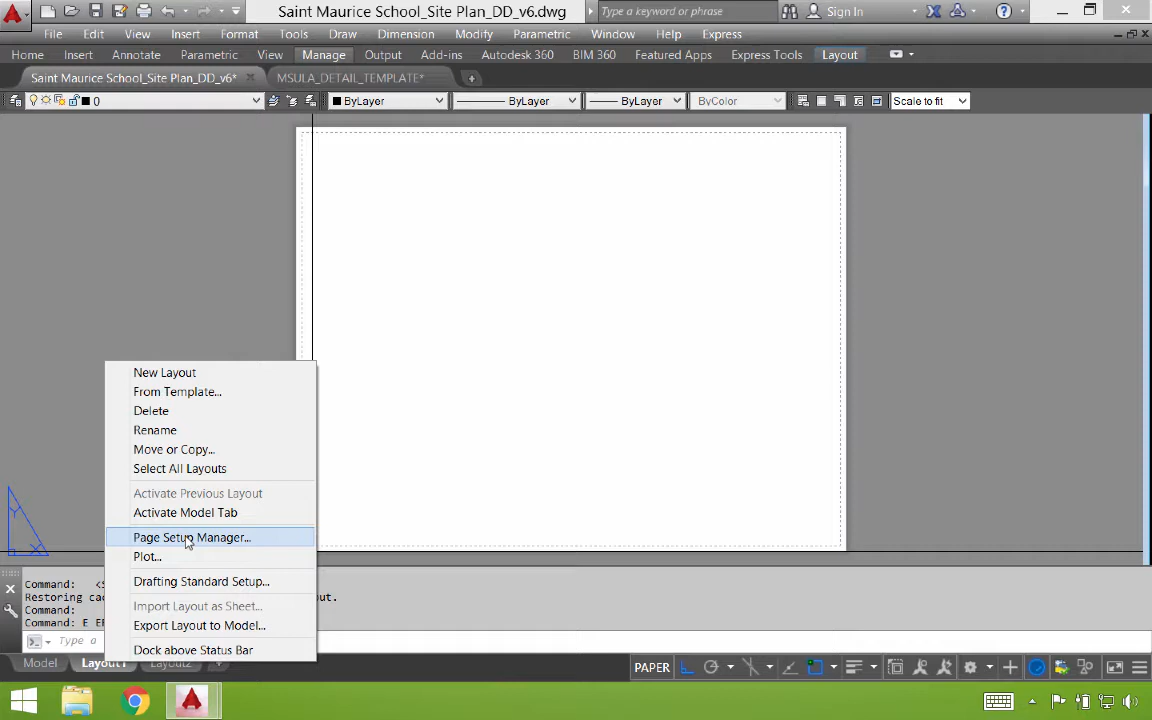 Saint Maurice School_Site Plan_DD_v6.dwg
Type a keyword or phrase
Sign In
File Edit View Insert Format Tools Draw Dimension Modify Parametric Window Help Express
Home Insert Annotate Parametric View Manage Output Add-ins Autodesk 360 BIM 360 Featured Apps Express Tools Layout
Saint Maurice School_Site Plan_DD_v6* MSULA_DETAIL_TEMPLATE*
0 ByLayer ByLayer ByLayer ByColor Scale to fit
New Layout
From Template...
Delete
Rename
Move or Copy...
Select All Layouts
Activate Previous Layout
Activate Model Tab
Page Setup Manager...
Plot...
Drafting Standard Setup...
Import Layout as Sheet...
Export Layout to Model...
Dock above Status Bar
Y
X
Command:
Restoring out.
Command:
Command: E
Type a
Model Layout1 Layout2
PAPER